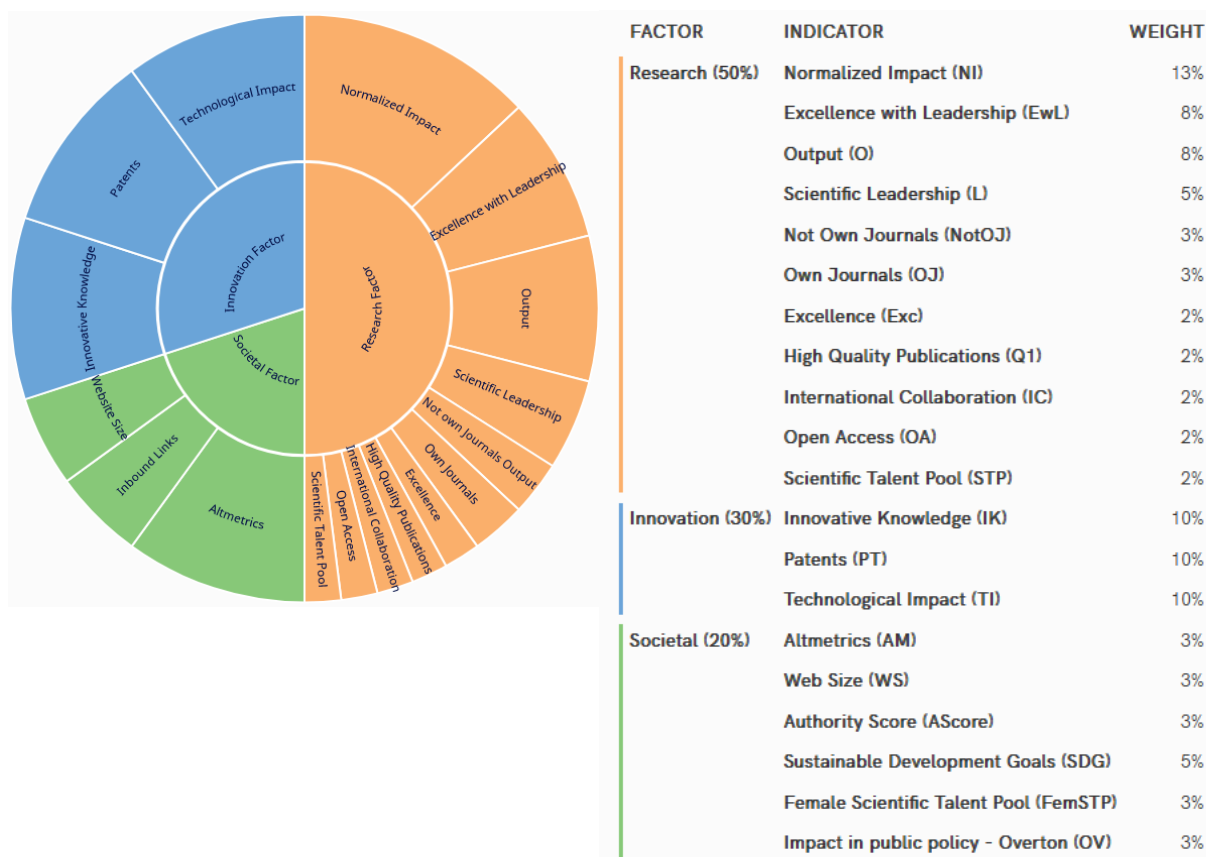 Technological Impact
Normalized Impact
Patents
Excellence with Leadership
Innovation Factor
Innovative Knowledge
Research Factor
Output
Societal Factor
Website Size
Scientific Leadership
Not own Journals Output
Inbound Links
Own Journals
Altmetrics
Excellence
High Quality Publications
International Collaboration
Open Access
Scientific Talent Pool
FACTOR INDICATOR WEIGHT
Research (50%) Normalized Impact (NI) 13%
Excellence with Leadership (EwL) 8%
Output (O) 8%
Scientific Leadership (L) 5%
Not Own Journals (NotOJ) 3%
Own Journals (OJ) 3%
Excellence (Exc) 2%
High Quality Publications (Q1) 2%
International Collaboration (IC) 2%
Open Access (OA) 2%
Scientific Talent Pool (STP) 2%
Innovation (30%) Innovative Knowledge (IK) 10%
Patents (PT) 10%
Technological Impact (TI) 10%
Societal (20%) Altmetrics (AM) 3%
Web Size (WS) 3%
Authority Score (AScore) 3%
Sustainable Development Goals (SDG) 5%
Female Scientific Talent Pool (FemSTP) 3%
Impact in public policy - Overton (OV) 3%